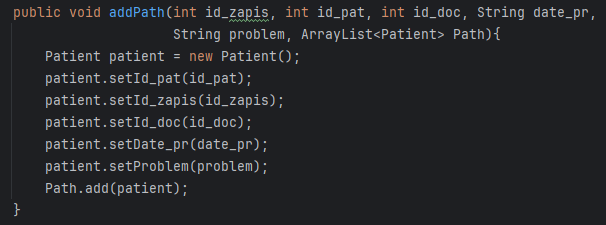 public void addPath(int id_zapis, int id_pat, int id_doc, String date_pr,
                    String problem, ArrayList<Patient> Path){
    Patient patient = new Patient();
    patient.setId_pat(id_pat);
    patient.setId_zapis(id_zapis);
    patient.setId_doc(id_doc);
    patient.setDate_pr(date_pr);
    patient.setProblem(problem);
    Path.add(patient);
}